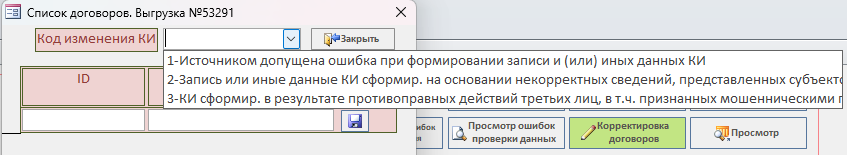 Список договоров. Выгрузка №53291
Код изменения КИ
Закрыть
1-Источником допущена ошибка при формировании записи и (или) иных данных КИ
2-Запись или иные данные КИ сформир. на основании некорректных сведений, представленных
3-КИ сформир. в результате противоправных действий третьих лиц, в т.ч. признанных мошенническими
ID
Просмотр ошибок
проверки данных
Корректировка
договоров
Просмотр